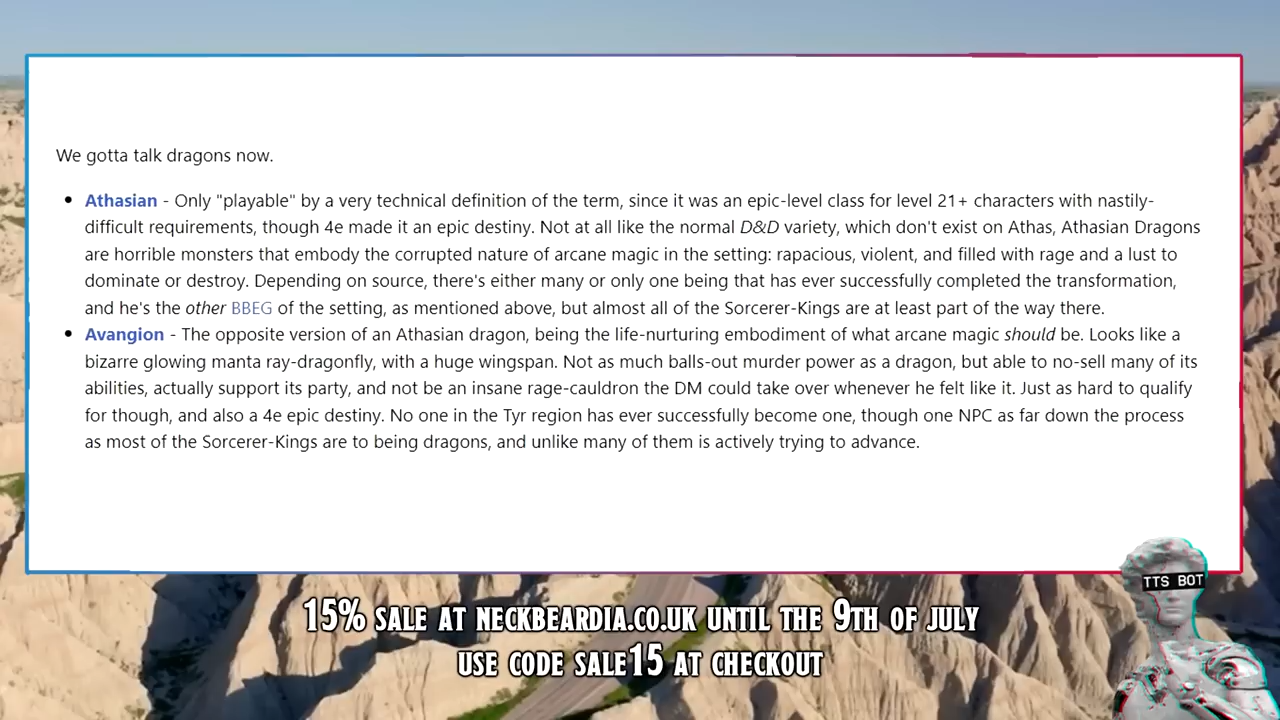 We gotta talk dragons now.
Athasian - Only "playable" by a very technical definition of the term, since it was an epic-level class for level 21+ characters with nastily-
difficult requirements, though 4e made it an epic destiny. Not at all like the normal D&D variety, which don't exist on Athas, Athasian Dragons
are horrible monsters that embody the corrupted nature of arcane magic in the setting: rapacious, violent, and filled with rage and a lust to
dominate or destroy. Depending on source, there's either many or only one being that has ever successfully completed the transformation,
and he's the other BBEG of the setting, as mentioned above, but almost all of the Sorcerer-Kings are at least part of the way there.
Avangion - The opposite version of an Athasian dragon, being the life-nurturing embodiment of what arcane magic should be. Looks like a
bizarre glowing manta ray-dragonfly, with a huge wingspan. Not as much balls-out murder power as a dragon, but able to no-sell many of its
abilities, actually support its party, and not be an insane rage-cauldron the DM could take over whenever he felt like it. Just as hard to qualify
for though, and also a 4e epic destiny. No one in the Tyr region has ever successfully become one, though one NPC as far down the process
as most of the Sorcerer-Kings are to being dragons, and unlike many of them is actively trying to advance.
TTS BOT
15% SALE AT NECKBEARDIA.CO.UK UNTIL THE 9TH OF JULY
USE CODE SALE15 AT CHECKOUT